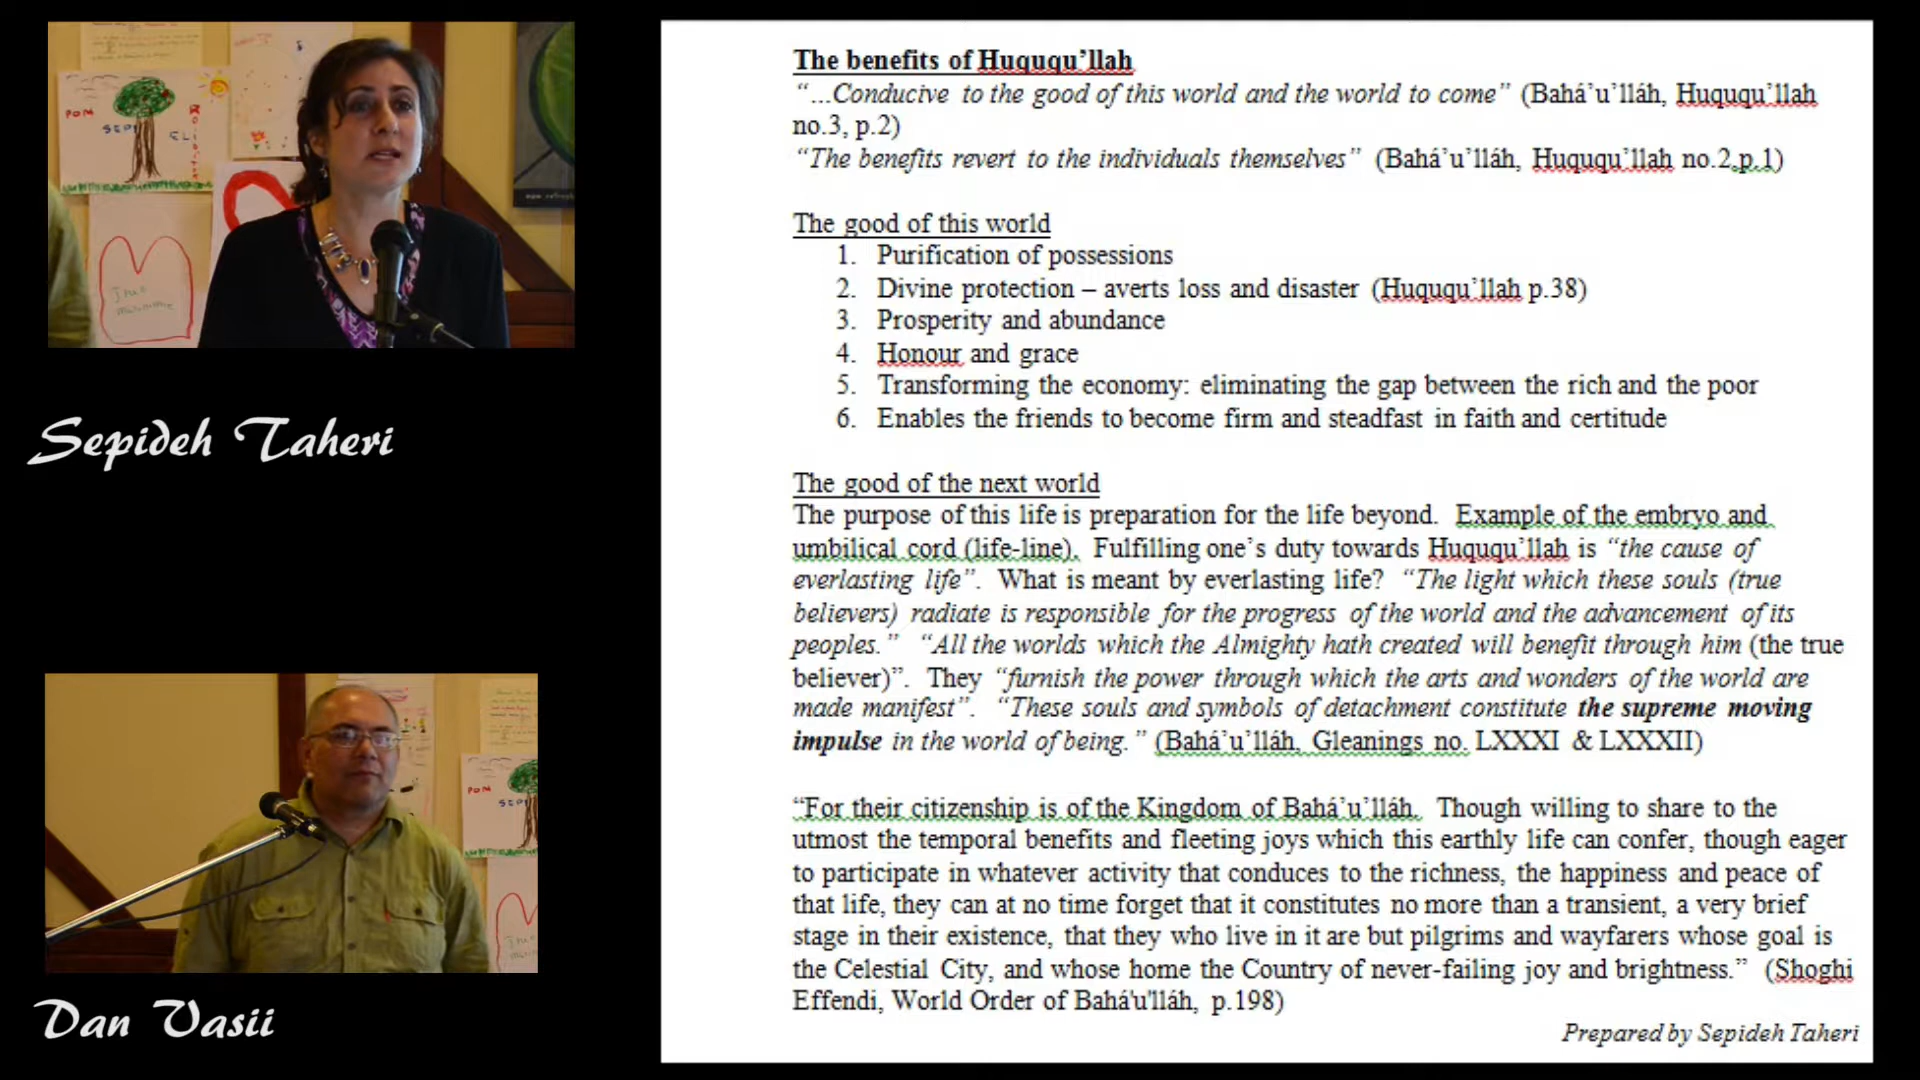 The benefits of Huququ’llah
“…Conducive to the good of this world and the world to come” (Bahá’u’lláh, Huququ’llah
no.3, p.2)
“The benefits revert to the individuals themselves” (Bahá’u’lláh, Huququ’llah no.2,p.1)
The good of this world
1. Purification of possessions
2. Divine protection – averts loss and disaster (Huququ’llah p.38)
3. Prosperity and abundance
4. Honour and grace
5. Transforming the economy: eliminating the gap between the rich and the poor
6. Enables the friends to become firm and steadfast in faith and certitude
The good of the next world
The purpose of this life is preparation for the life beyond. Example of the embryo and
umbilical cord (life-line). Fulfilling one’s duty towards Huququ’llah is “the cause of
everlasting life”. What is meant by everlasting life? “The light which these souls (true
believers) radiate is responsible for the progress of the world and the advancement of its
peoples.” “All the worlds which the Almighty hath created will benefit through him (the true
believer)”. They “furnish the power through which the arts and wonders of the world are
made manifest”. “These souls and symbols of detachment constitute the supreme moving
impulse in the world of being.” (Bahá’u’lláh, Gleanings no. LXXXI & LXXXII)
“For their citizenship is of the Kingdom of Bahá’u’lláh. Though willing to share to the
utmost the temporal benefits and fleeting joys which this earthly life can confer, though eager
to participate in whatever activity that conduces to the richness, the happiness and peace of
that life, they can at no time forget that it constitutes no more than a transient, a very brief
stage in their existence, that they who live in it are but pilgrims and wayfarers whose goal is
the Celestial City, and whose home the Country of never-failing joy and brightness.” (Shoghi
Effendi, World Order of Bahá'u'lláh, p.198)
Prepared by Sepideh Taheri
Sepideh Taheri
Dan Vasii
POM
SEPI
POM
SEPI